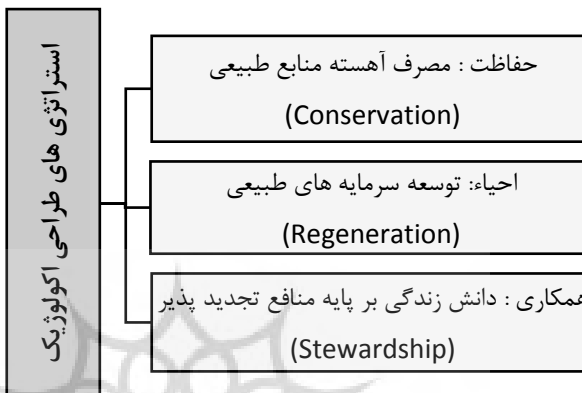 استراتژی های طراحی اکولوژیک
حفاظت : مصرف آهسته منابع طبیعی
(Conservation)
احیاء: توسعه سرمایه های طبیعی
(Regeneration)
همکاری : دانش زندگی بر پایه منافع تجدید پذیر
(Stewardship)